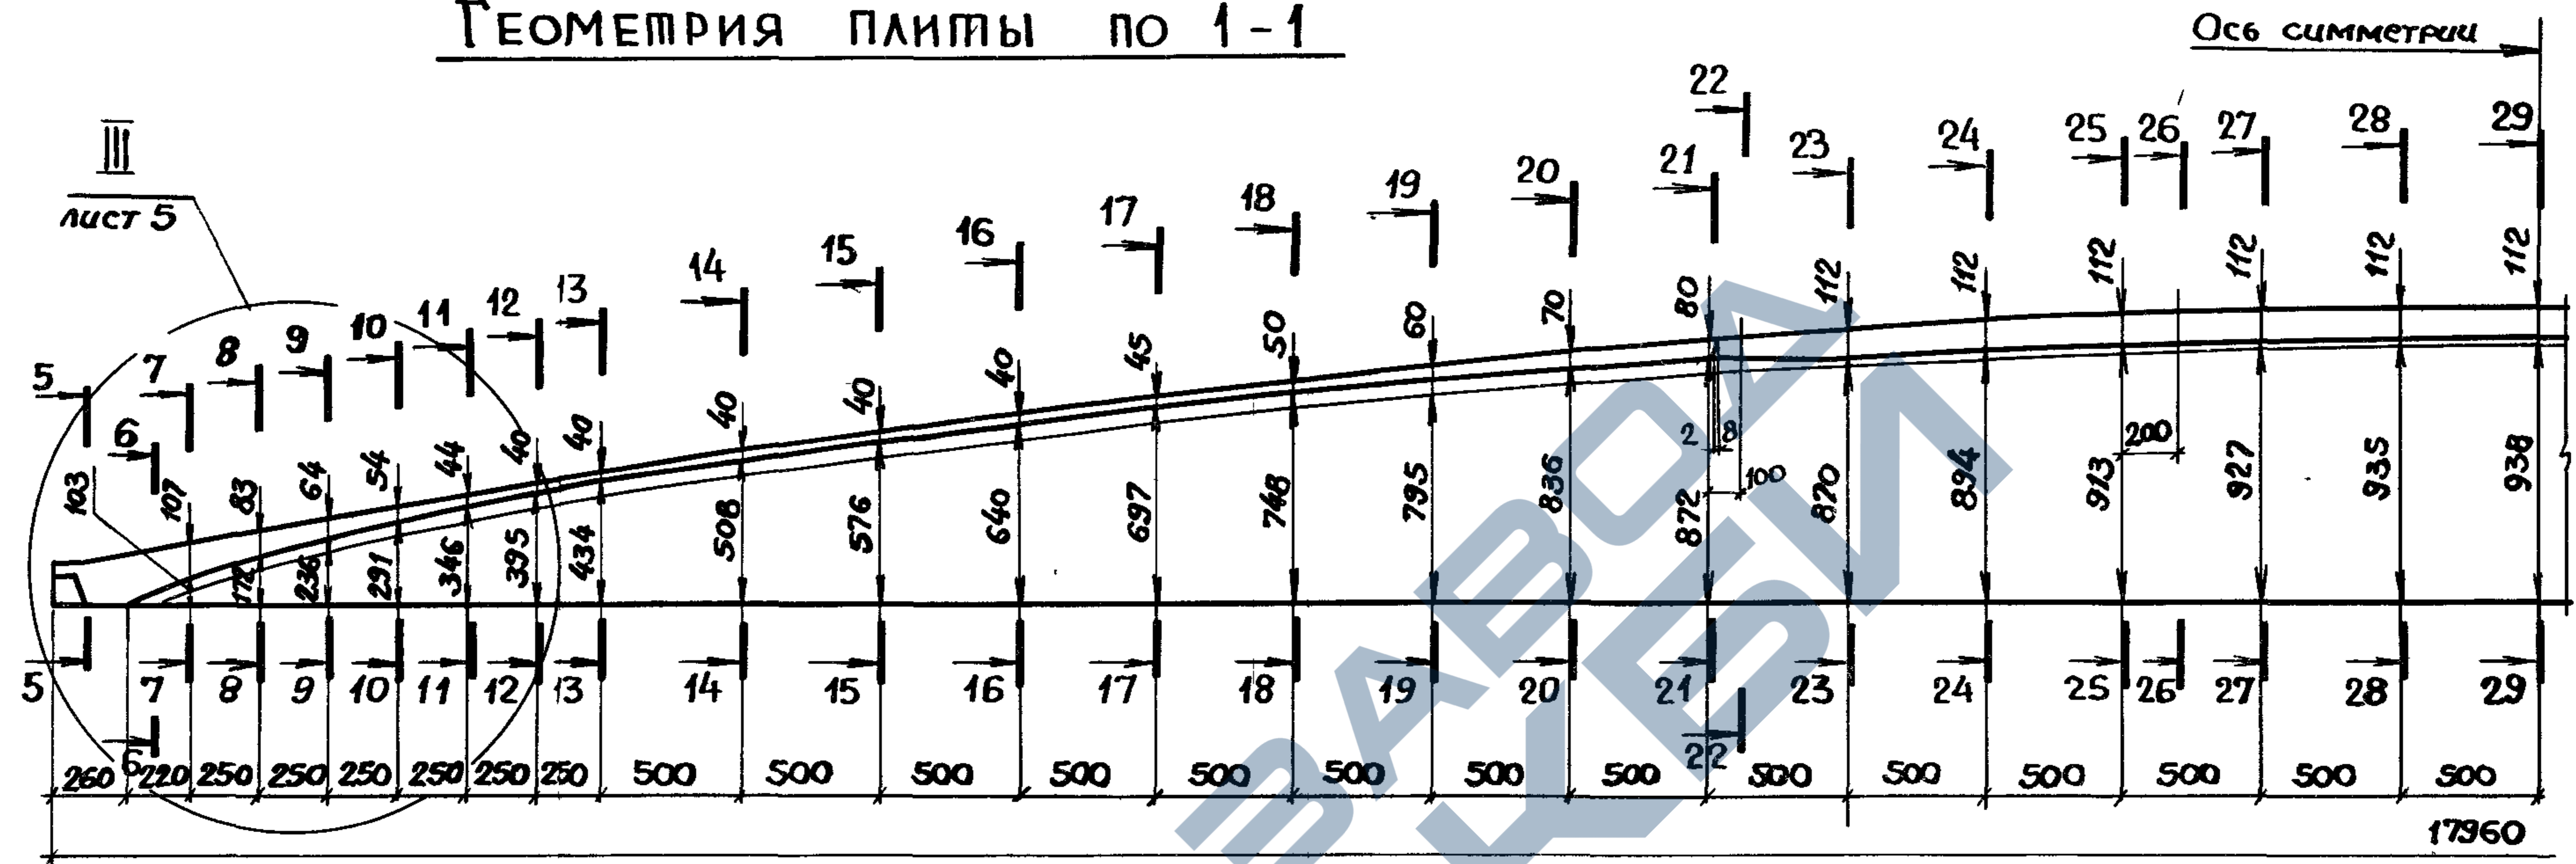 Геометрия плиты по 1-1
Ось симметрии
III
лист 5
22
5 6 7 8 9 10 11 12 13 14 15 16 17 18 19 20 21 23 24 25 26 27 28 29
103 107 83 64 54 44 40 40 40 40 40 45 50 60 70 80 112 112 112 112 112 112
172 236 291 346 395 434 508 576 640 697 748 795 836 872 870 894 913 927 935 938
2 8
100
200
5 7 8 9 10 11 12 13 14 15 16 17 18 19 20 21 23 24 25 26 27 28 29
6 22
260 220 250 250 250 250 250 250 500 500 500 500 500 500 500 500 500 500 500 500 500 500
17960
ЗАВОД
КБИ